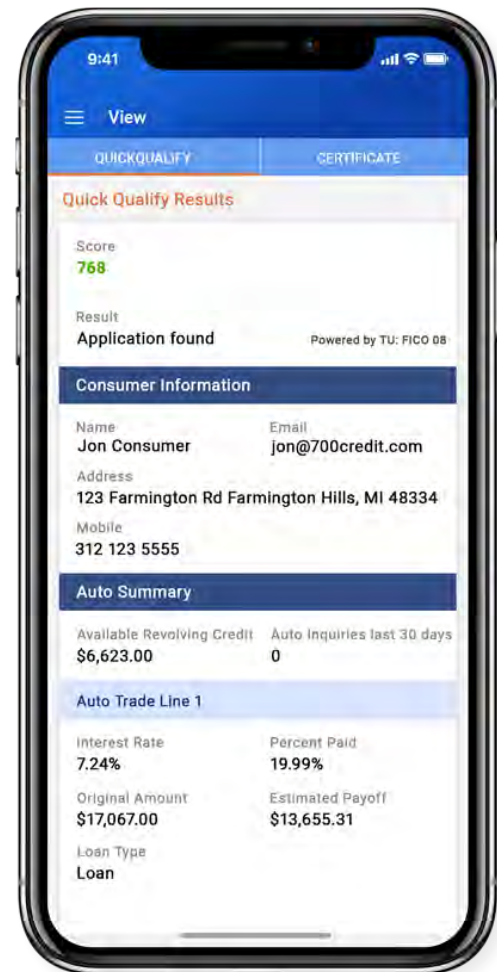 9:41
View
QUICKQUALIFY CERTIFICATE
Quick Qualify Results
Score
768
Result
Application found Powered by TU: FICO 08
Consumer Information
Name Email
Jon Consumer jon@700credit.com
Address
123 Farmington Rd Farmington Hills, MI 48334
Mobile
312 123 5555
Auto Summary
Available Revolving Credit Auto Inquiries last 30 days
$6,623.00 0
Auto Trade Line 1
Interest Rate Percent Paid
7.24% 19.99%
Original Amount Estimated Payoff
$17,067.00 $13,655.31
Loan Type
Loan